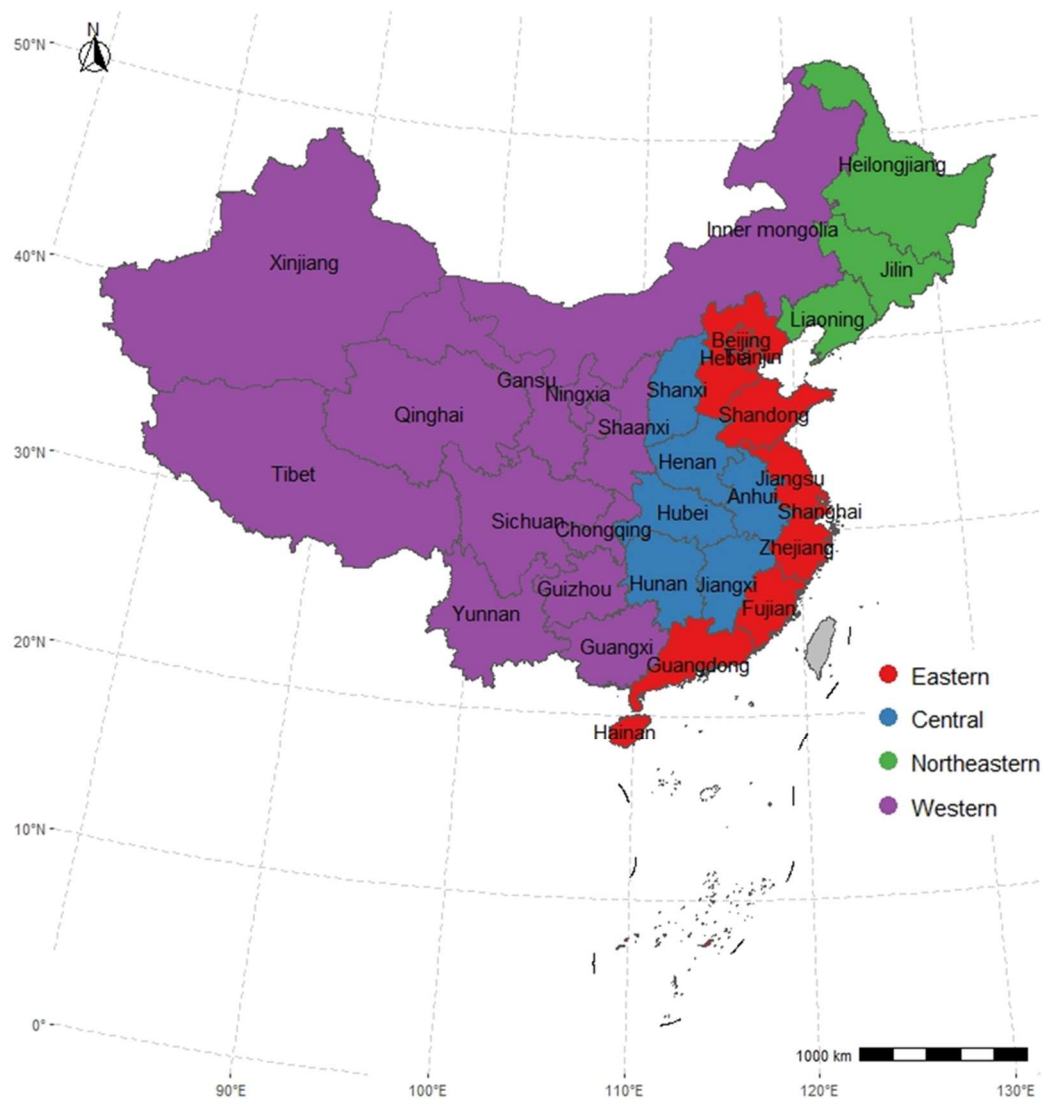 N
50°N
40°N
30°N
20°N
10°N
0°
Heilongjiang
Inner mongolia
Xinjiang
Jilin
Liaoning
Beijing
Hebei
Tianjin
Gansu
Ningxia
Shanxi
Qinghai
Shaanxi
Shandong
Tibet
Henan
Jiangsu
Anhui
Sichuan
Chongqing
Hubei
Shanghai
Zhejiang
Guizhou
Hunan
Jiangxi
Yunnan
Fujian
Guangxi
Guangdong
Hainan
Eastern
Central
Northeastern
Western
1000 km
90°E
100°E
110°E
120°E
130°E